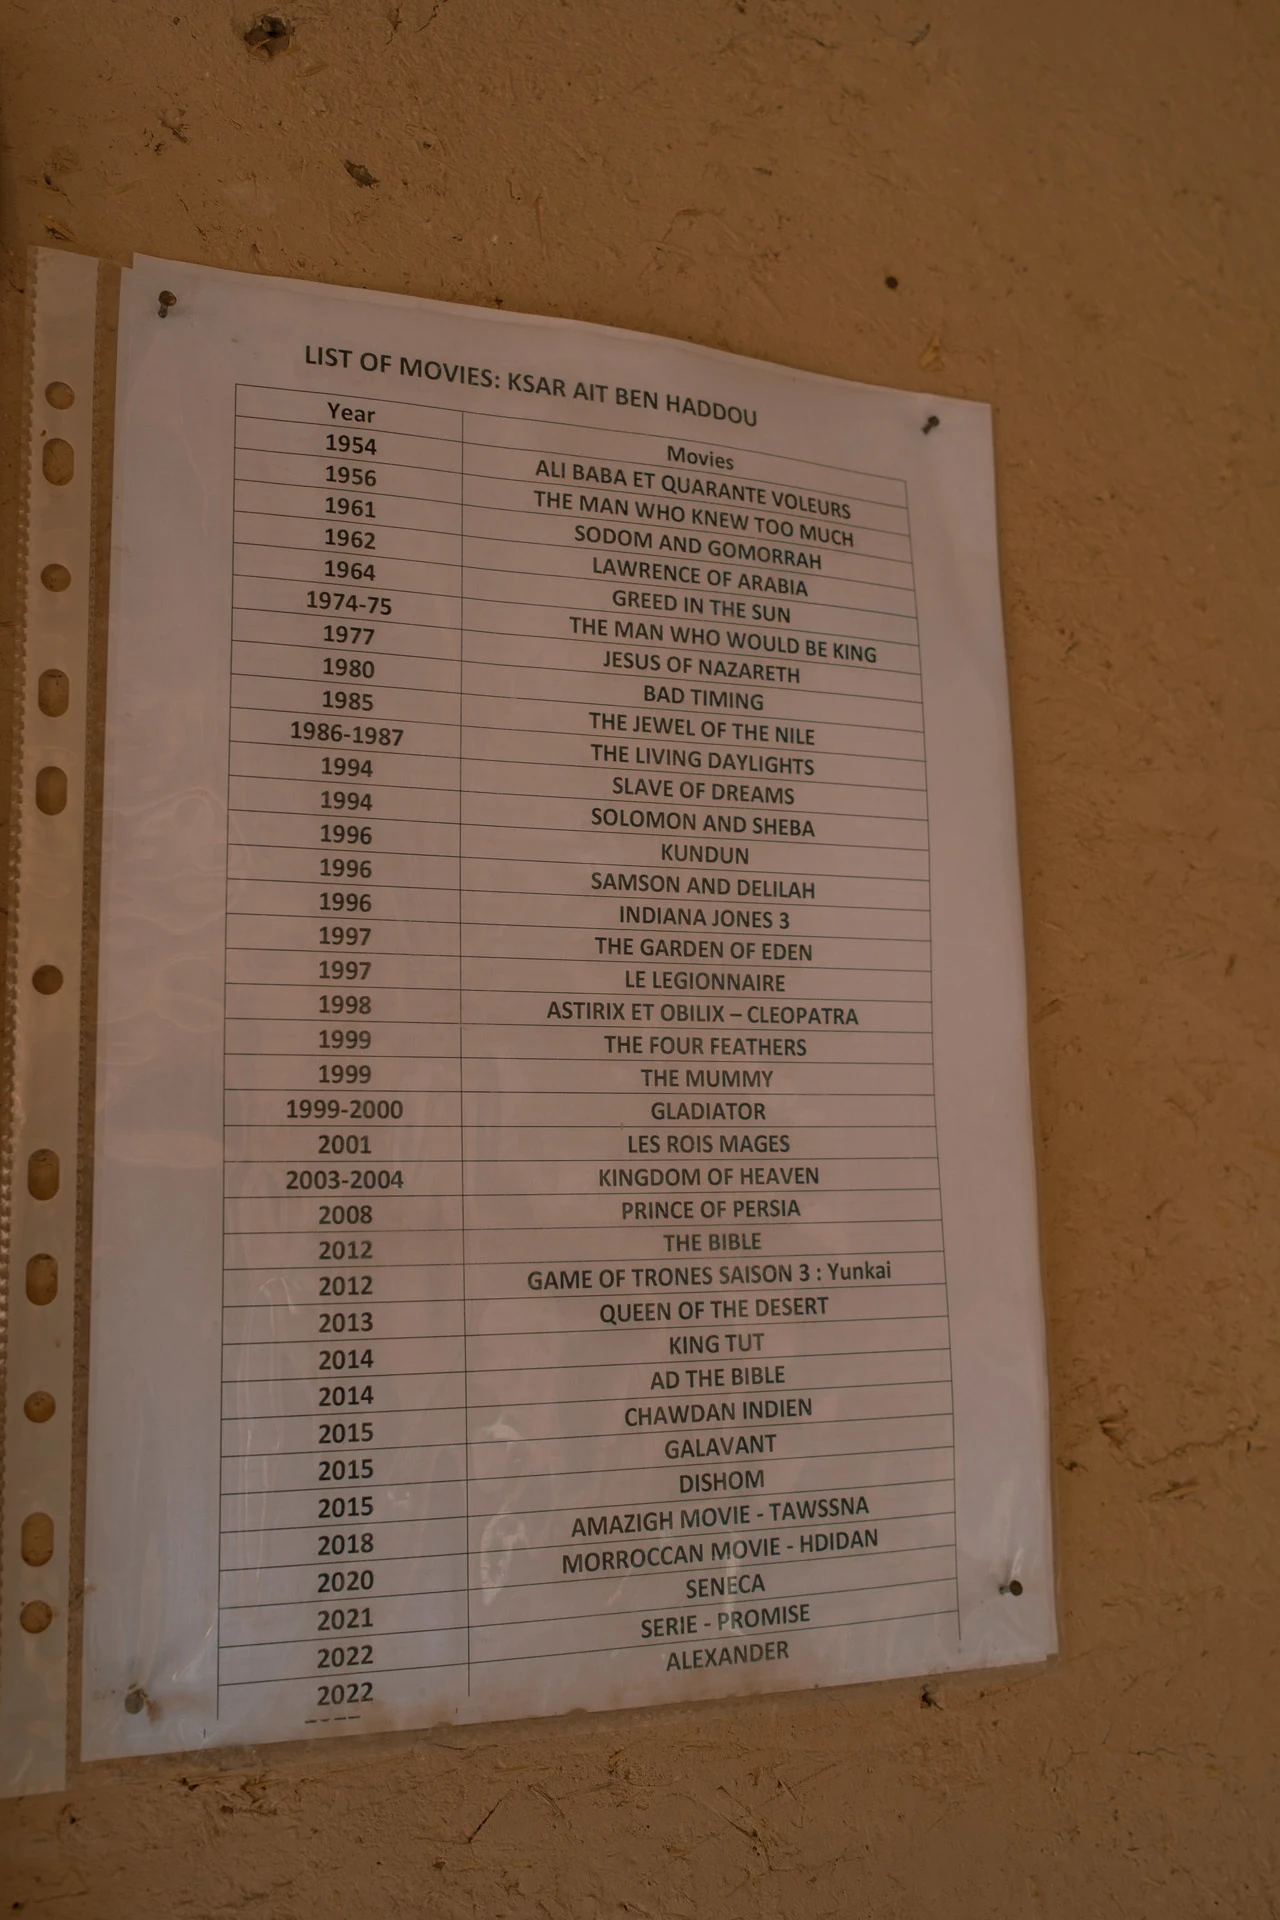 LIST OF MOVIES: KSAR AIT BEN HADDOU
Year Movies
1954 ALI BABA ET QUARANTE VOLEURS
1956 THE MAN WHO KNEW TOO MUCH
1961 SODOM AND GOMORRAH
1962 LAWRENCE OF ARABIA
1964 GREED IN THE SUN
1974-75 THE MAN WHO WOULD BE KING
1977 JESUS OF NAZARETH
1980 BAD TIMING
1985 THE JEWEL OF THE NILE
1986-1987 THE LIVING DAYLIGHTS
1994 SLAVE OF DREAMS
1994 SOLOMON AND SHEBA
1996 KUNDUN
1996 SAMSON AND DELILAH
1996 INDIANA JONES 3
1997 THE GARDEN OF EDEN
1997 LE LEGIONNAIRE
1998 ASTIRIX ET OBILIX – CLEOPATRA
1999 THE FOUR FEATHERS
1999 THE MUMMY
1999-2000 GLADIATOR
2001 LES ROIS MAGES
2003-2004 KINGDOM OF HEAVEN
2008 PRINCE OF PERSIA
2012 THE BIBLE
2012 GAME OF TRONES SAISON 3 : Yunkai
2013 QUEEN OF THE DESERT
2014 KING TUT
2014 AD THE BIBLE
2015 CHAWDAN INDIEN
2015 GALAVANT
2015 DISHOM
2018 AMAZIGH MOVIE - TAWSSNA
2020 MORROCCAN MOVIE - HDIDAN
2021 SENECA
2022 SERIE - PROMISE
2022 ALEXANDER